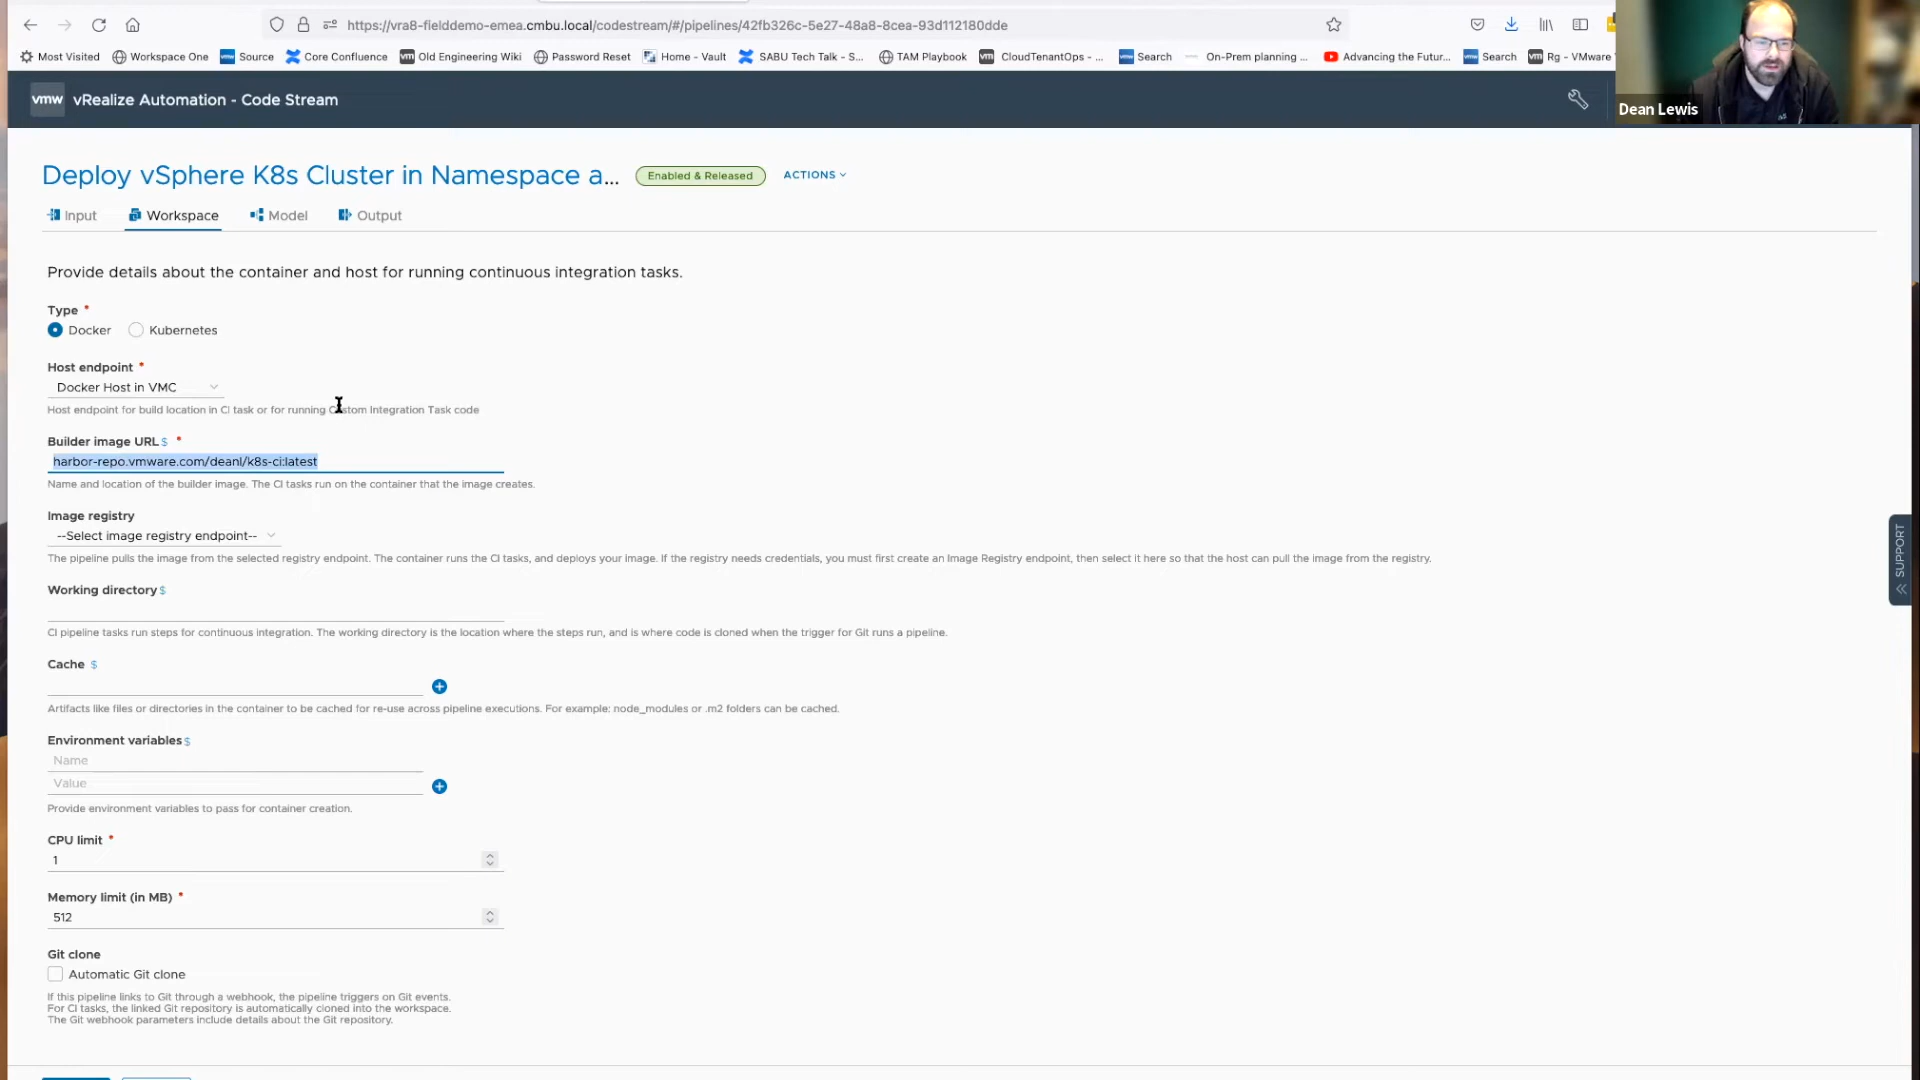 https://vra8-fielddemo-emea.cmbu.local/codestream/#/pipelines/42fb326c-5e27-48a8-8cea-93d112180dde
Most Visited Workspace One Source Core Confluence Old Engineering Wiki Password Reset Home - Vault SABU Tech Talk - S... TAM Playbook CloudTenantOps - ... Search On-Prem planning ... Advancing the Futur... Search Rg - VMware
vmw vRealize Automation - Code Stream
Dean Lewis
Deploy vSphere K8s Cluster in Namespace a... Enabled & Released ACTIONS
Input Workspace Model Output
Provide details about the container and host for running continuous integration tasks.
Type *
Docker Kubernetes
Host endpoint *
Docker Host in VMC
Host endpoint for build location in CI task or for running Custom Integration Task code
Builder image URL $ *
harbor-repo.vmware.com/deanl/k8s-ci:latest
Name and location of the builder image. The CI tasks run on the container that the image creates.
Image registry
--Select image registry endpoint--
The pipeline pulls the image from the selected registry endpoint. The container runs the CI tasks, and deploys your image. If the registry needs credentials, you must first create an Image Registry endpoint, then select it here so that the host can pull the image from the registry.
SUPPORT
Working directory $
CI pipeline tasks run steps for continuous integration. The working directory is the location where the steps run, and is where code is cloned when the trigger for Git runs a pipeline.
Cache $
Artifacts like files or directories in the container to be cached for re-use across pipeline executions. For example: node_modules or .m2 folders can be cached.
Environment variables $
Name
Value
Provide environment variables to pass for container creation.
CPU limit *
1
Memory limit (in MB) *
512
Git clone
Automatic Git clone
If this pipeline links to Git through a webhook, the pipeline triggers on Git events.
For CI tasks, the linked Git repository is automatically cloned into the workspace.
The Git webhook parameters include details about the Git repository.